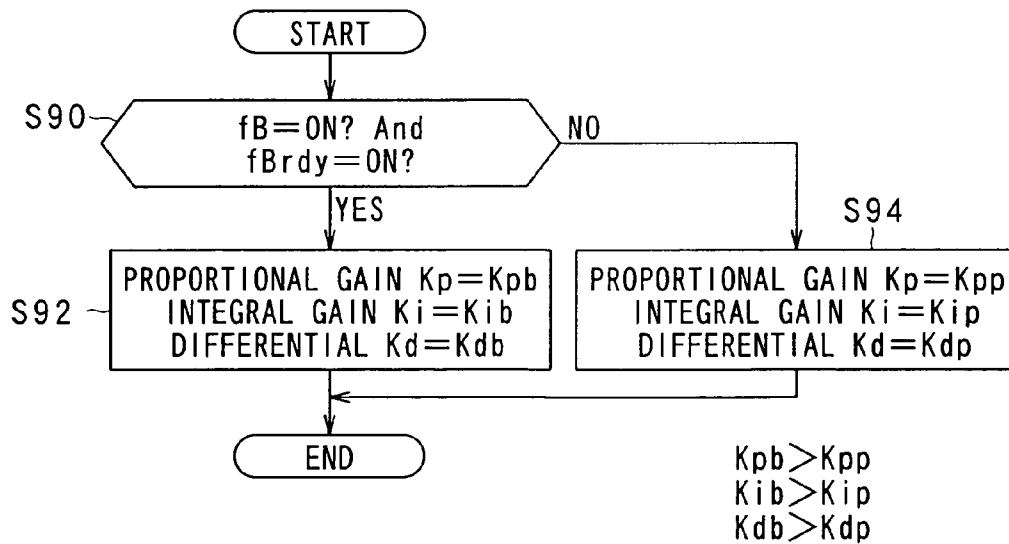 START
S90
fB=ON? And
fBrdy=ON?
NO
YES
S92
PROPORTIONAL GAIN Kp=Kpb
INTEGRAL GAIN Ki=Kib
DIFFERENTIAL Kd=Kdb
S94
PROPORTIONAL GAIN Kp=Kpp
INTEGRAL GAIN Ki=Kip
DIFFERENTIAL Kd=Kdp
END
Kpb>Kpp
Kib>Kip
Kdb>Kdp